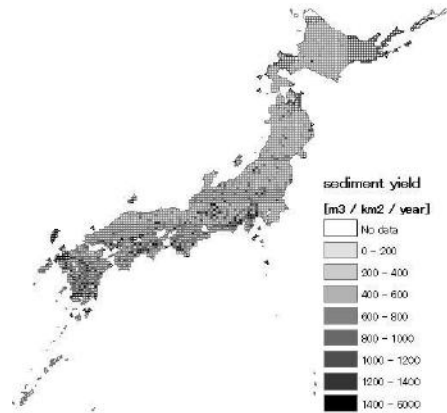 sediment yield
[m3 / km2 / year]
No data
0 - 200
200 - 400
400 - 600
600 - 800
800 - 1000
1000 - 1200
1200 - 1400
1400 - 5000